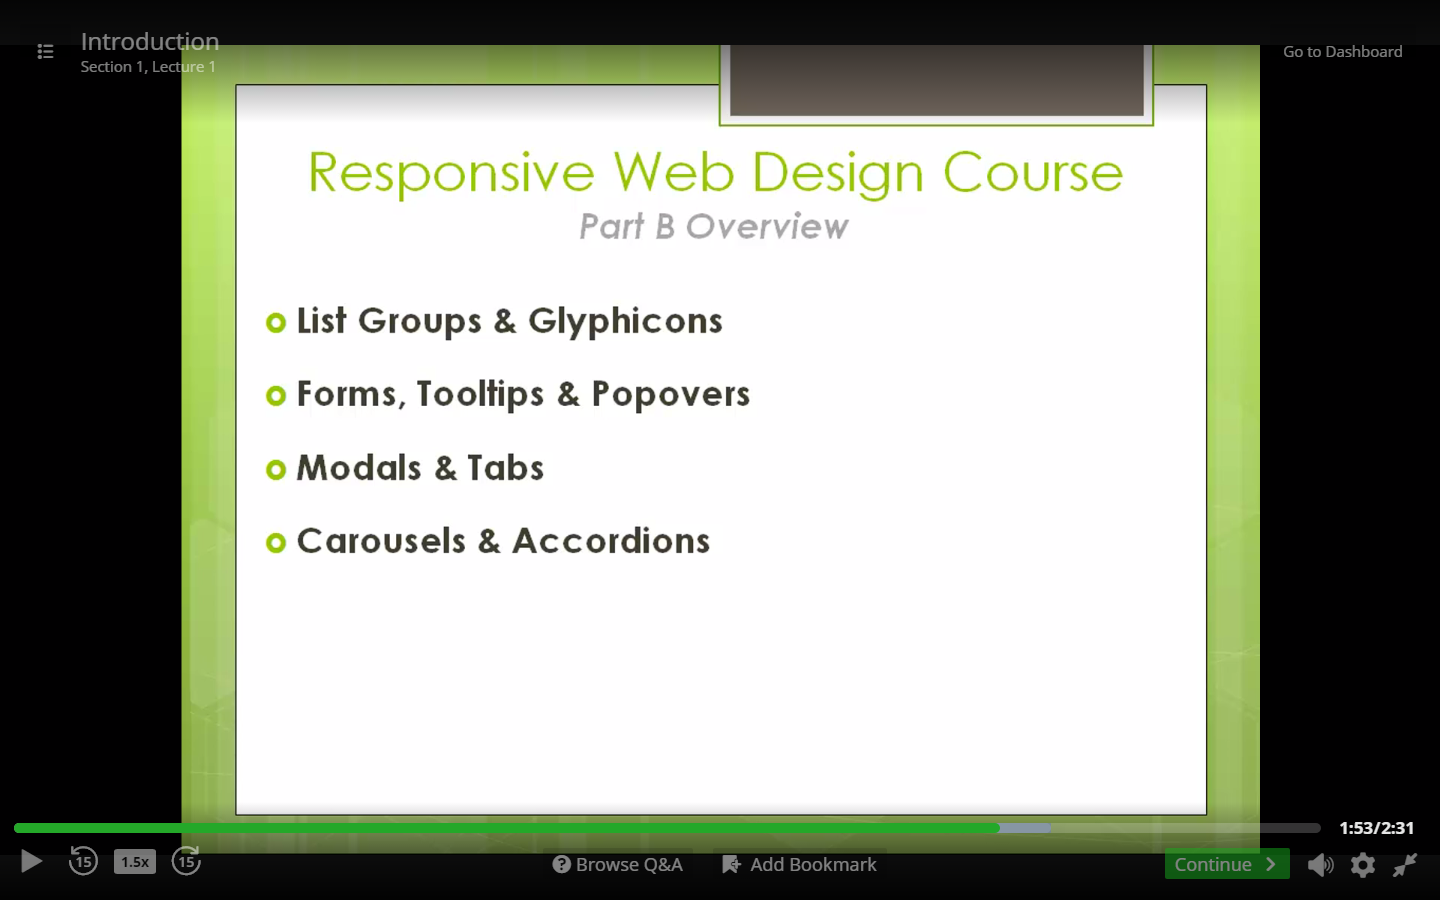 Introduction
Section 1, Lecture 1
Go to Dashboard
Responsive Web Design Course
Part B Overview
List Groups & Glyphicons
Forms, Tooltips & Popovers
Modals & Tabs
Carousels & Accordions
1:53/2:31
15
1.5x
15
Browse Q&A
Add Bookmark
Continue